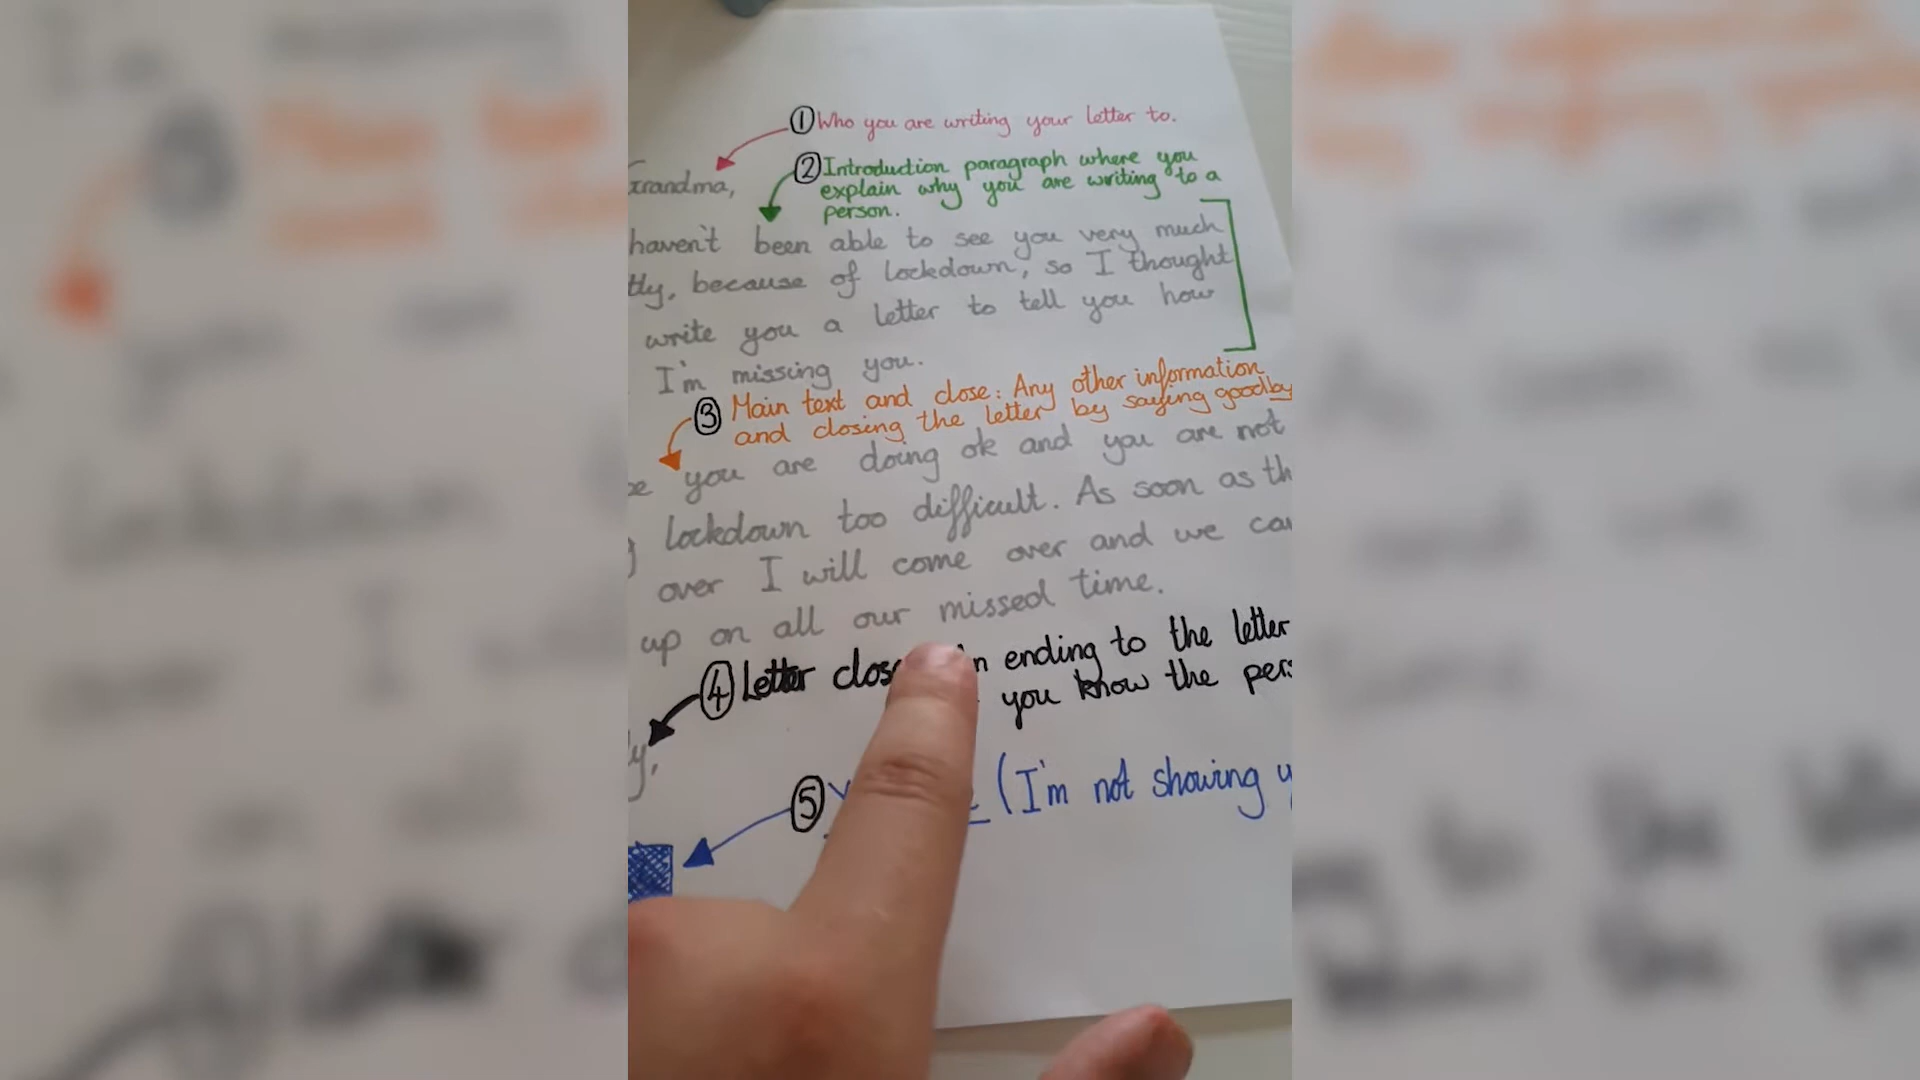 ① Who you are writing your letter to.
② Introduction paragraph where you
explain why you are writing to a
person.
Grandma,
haven't been able to see you very much
tly, because of lockdown, so I thought
write you a letter to tell you how
I'm missing you.
③ Main text and close: Any other information
and closing the letter by saying goodby
you are doing ok and you are not
lockdown too difficult. As soon as th
over I will come over and we ca
up on all our missed time.
④ Letter clos ending to the letter
you know the pers
y,
⑤ (I'm not showing y